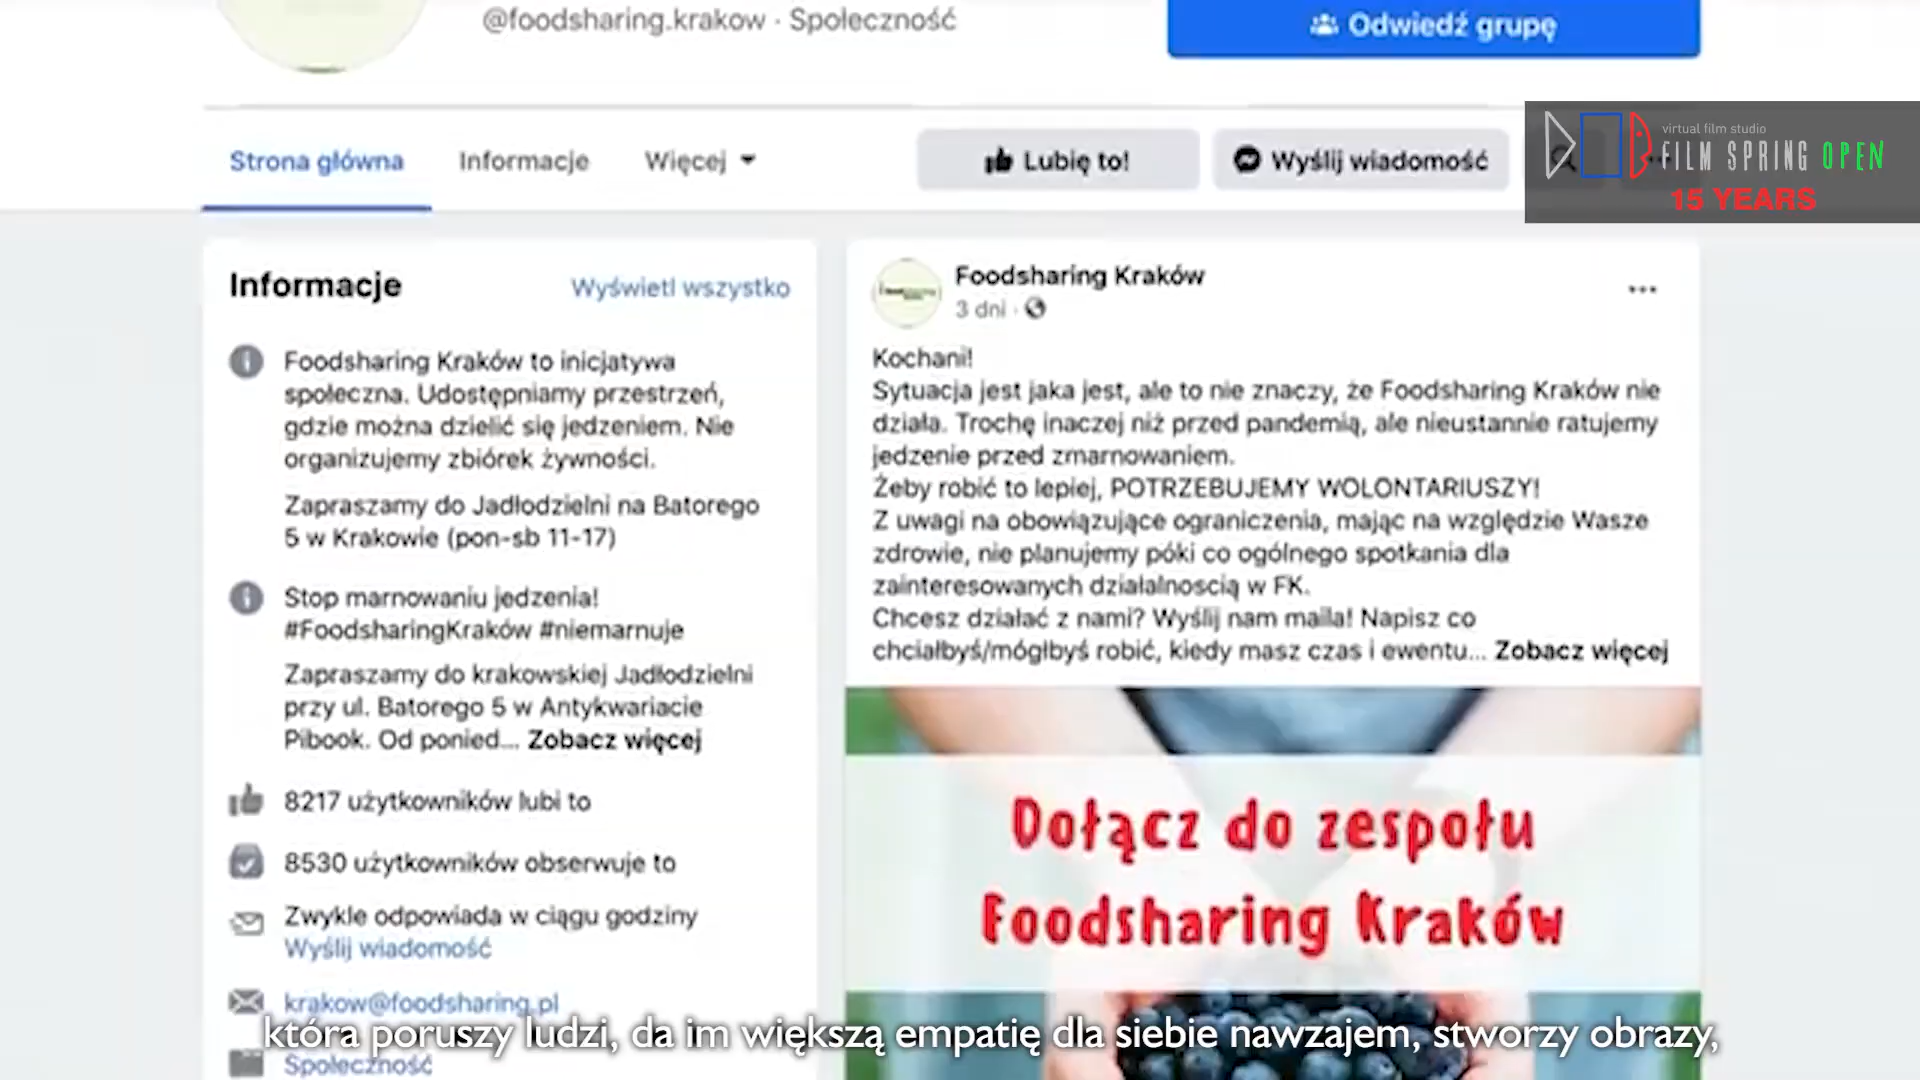 @foodsharing.krakow · Społeczność
Odwiedź grupę
Strona główna
Informacje
Więcej
Lubię to!
Wyślij wiadomość
virtual film studio
FILM SPRING OPEN
15 YEARS
Informacje
Wyświetl wszystko
Foodsharing Kraków to inicjatywa
społeczna. Udostępniamy przestrzeń,
gdzie można dzielić się jedzeniem. Nie
organizujemy zbiórek żywności.
Zapraszamy do Jadłodzielni na Batorego
5 w Krakowie (pon-sb 11-17)
Stop marnowaniu jedzenia!
#FoodsharingKraków #niemarnuje
Zapraszamy do krakowskiej Jadłodzielni
przy ul. Batorego 5 w Antykwariacie
Pibook. Od ponied... Zobacz więcej
8217 użytkowników lubi to
8530 użytkowników obserwuje to
Zwykle odpowiada w ciągu godziny
Wyślij wiadomość
krakow@foodsharing.pl
Społeczność
Foodsharing Kraków
3 dni ·
Kochani!
Sytuacja jest jaka jest, ale to nie znaczy, że Foodsharing Kraków nie
działa. Trochę inaczej niż przed pandemią, ale nieustannie ratujemy
jedzenie przed zmarnowaniem.
Żeby robić to lepiej, POTRZEBUJEMY WOLONTARIUSZY!
Z uwagi na obowiązujące ograniczenia, mając na względzie Wasze
zdrowie, nie planujemy póki co ogólnego spotkania dla
zainteresowanych działalnoscią w FK.
Chcesz działać z nami? Wyślij nam maila! Napisz co
chciałbyś/mógłbyś robić, kiedy masz czas i ewentu... Zobacz więcej
Dołącz do zespołu
Foodsharing Kraków
która poruszy ludzi, da im większą empatię dla siebie nawzajem, stworzy obrazy,